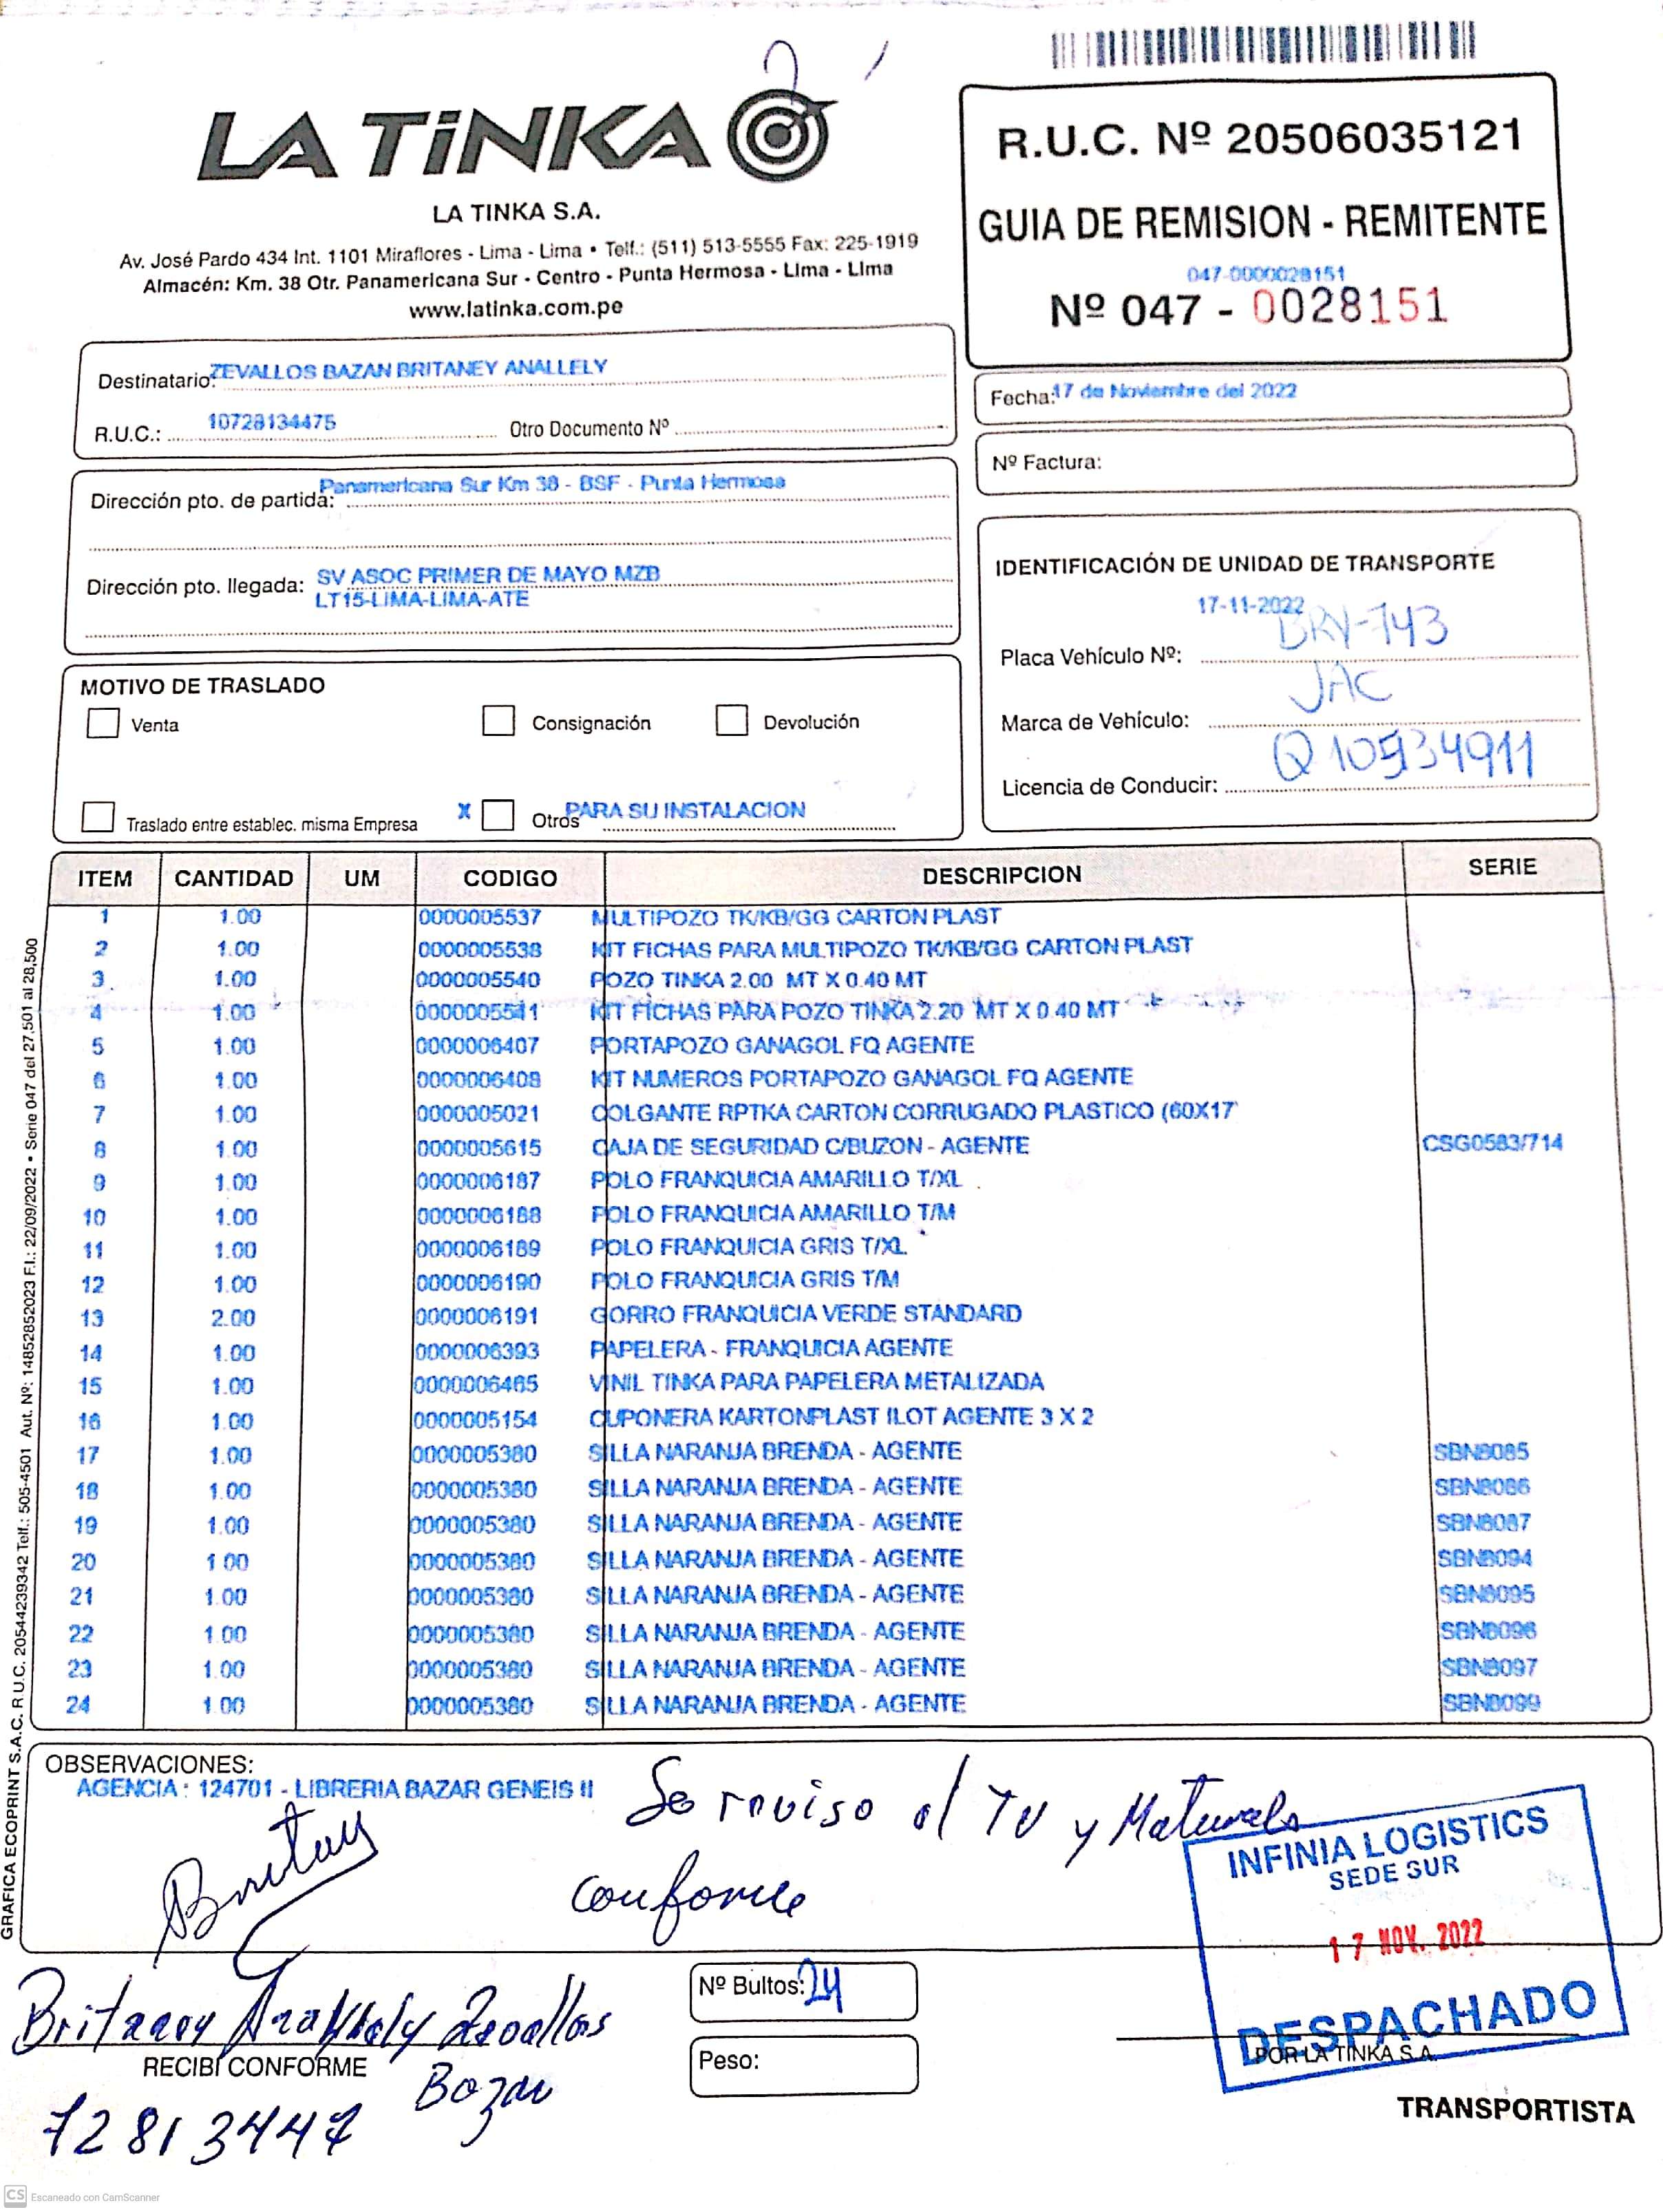 LA TiNKA
LA TINKA S.A.
Av. José Pardo 434 Int. 1101 Miraflores - Lima - Lima • Telf.: (511) 513-5555 Fax: 225-1919
Almacén: Km. 38 Otr. Panamericana Sur - Centro - Punta Hermosa - LIma - LIma
www.latinka.com.pe
R.U.C. Nº 20506035121
GUIA DE REMISION - REMITENTE
047-0000028151
Nº 047 - 0028151
Destinatario: ZEVALLOS BAZAN BRITANEY ANALLELY
R.U.C.: 10728134475 Otro Documento Nº
Fecha: 17 de Noviembre del 2022
Nº Factura:
Dirección pto. de partida: Panamericana Sur Km 38 - BSF - Punta Hermosa
Dirección pto. llegada: SV ASOC PRIMER DE MAYO MZB
LT15-LIMA-LIMA-ATE
IDENTIFICACIÓN DE UNIDAD DE TRANSPORTE
17-11-2022
Placa Vehículo Nº: BRV-743
Marca de Vehículo: JAC
Licencia de Conducir: Q10534911
MOTIVO DE TRASLADO
Venta Consignación Devolución
Traslado entre establec. misma Empresa X Otros PARA SU INSTALACION
ITEM CANTIDAD UM CODIGO DESCRIPCION SERIE
1 1.00 0000005537 MULTIPOZO TK/KB/GG CARTON PLAST
2 1.00 0000005538 KIT FICHAS PARA MULTIPOZO TK/KB/GG CARTON PLAST
3 1.00 0000005540 POZO TINKA 2.00 MT X 0.40 MT
4 1.00 0000005541 KIT FICHAS PARA POZO TINKA 2.20 MT X 0.40 MT
5 1.00 0000006407 PORTAPOZO GANAGOL FQ AGENTE
6 1.00 0000006408 KIT NUMEROS PORTAPOZO GANAGOL FQ AGENTE
7 1.00 0000005021 COLGANTE RPTKA CARTON CORRUGADO PLASTICO (60X17
8 1.00 0000005615 CAJA DE SEGURIDAD C/BUZON - AGENTE CSG0583/714
9 1.00 0000006187 POLO FRANQUICIA AMARILLO T/XL
10 1.00 0000006188 POLO FRANQUICIA AMARILLO T/M
11 1.00 0000006189 POLO FRANQUICIA GRIS T/XL
12 1.00 0000006190 POLO FRANQUICIA GRIS T/M
13 2.00 0000006191 GORRO FRANQUICIA VERDE STANDARD
14 1.00 0000006393 PAPELERA - FRANQUICIA AGENTE
15 1.00 0000006465 VINIL TINKA PARA PAPELERA METALIZADA
16 1.00 0000005154 CUPONERA KARTONPLAST ILOT AGENTE 3 X 2
17 1.00 0000005380 SILLA NARANJA BRENDA - AGENTE SBN8085
18 1.00 0000005380 SILLA NARANJA BRENDA - AGENTE SBN8086
19 1.00 0000005380 SILLA NARANJA BRENDA - AGENTE SBN8087
20 1.00 0000005380 SILLA NARANJA BRENDA - AGENTE SBN8094
21 1.00 0000005380 SILLA NARANJA BRENDA - AGENTE SBN8095
22 1.00 0000005380 SILLA NARANJA BRENDA - AGENTE SBN8096
23 1.00 0000005380 SILLA NARANJA BRENDA - AGENTE SBN8097
24 1.00 0000005380 SILLA NARANJA BRENDA - AGENTE SBN8099
GRAFICA ECOPRINT S.A.C. R.U.C. 20544239342 Telf.: 505-4501 Aut. Nº: 14852852023 F.I.: 22/09/2022 • Serie 047 del 27,501 al 28,500
OBSERVACIONES:
AGENCIA : 124701 - LIBRERIA BAZAR GENEIS II
Se reviso el TV y
conforme
Britany
INFINIA LOGISTICS
SEDE SUR
17 NOV. 2022
DESPACHADO
Britaney Anallely Zevallos
Bazan
RECIBÍ CONFORME
72813447
Nº Bultos: 24
Peso:
POR LA TINKA S.A.
TRANSPORTISTA
CS Escaneado con CamScanner